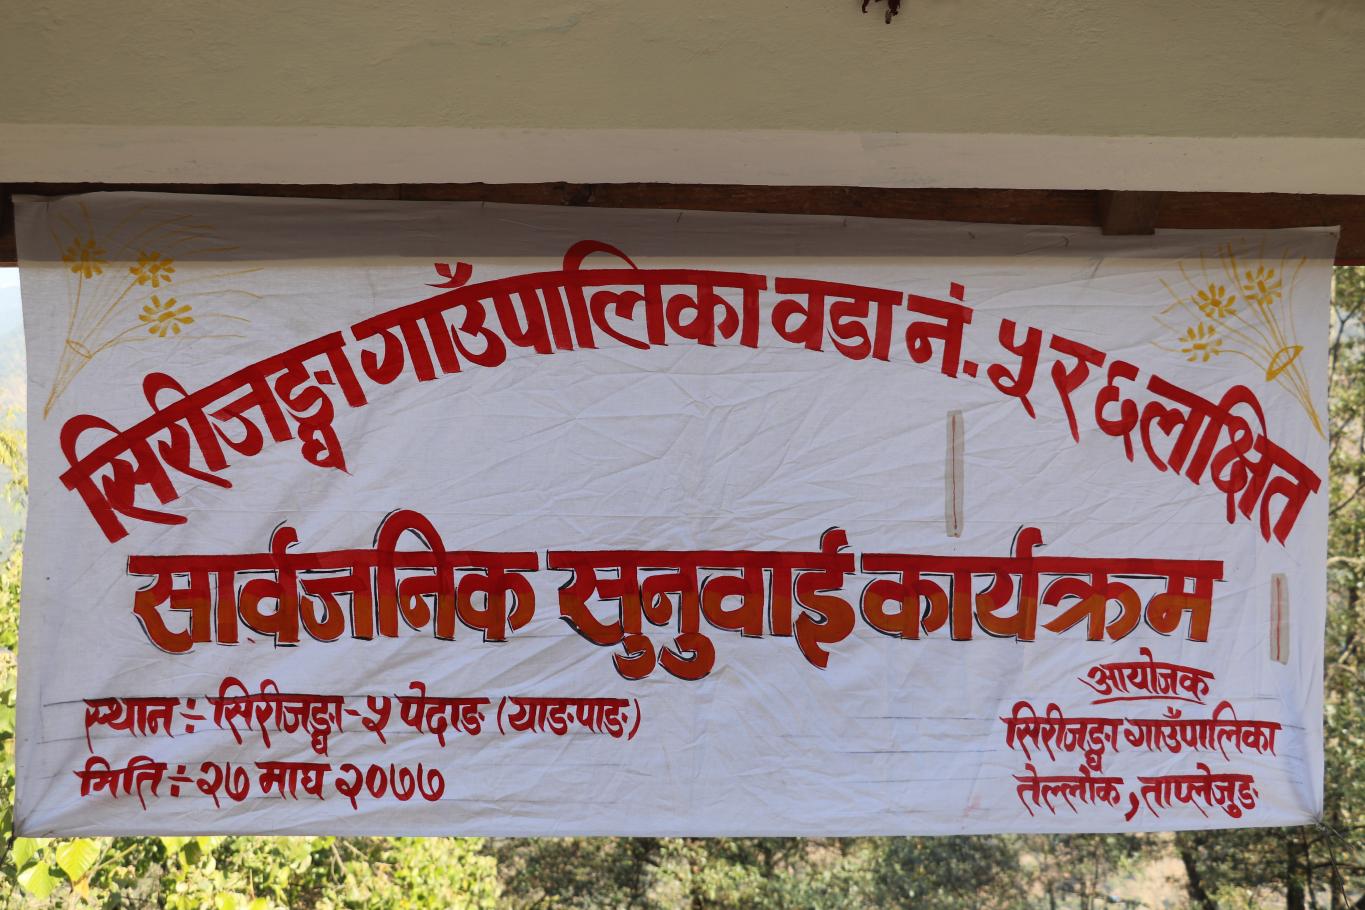 सिरीजङ्घा गाउँपालिका वडा नं. ५ र ६ लक्षित
सार्वजनिक सुनुवाई कार्यक्रम
स्थान÷ सिरीजङ्घा-५ पेदाङ (याङपाङ)
मिति÷ २७ माघ २०७७
आयोजक
सिरीजङ्घा गाउँपालिका
तेल्लोक, ताप्लेजुङ